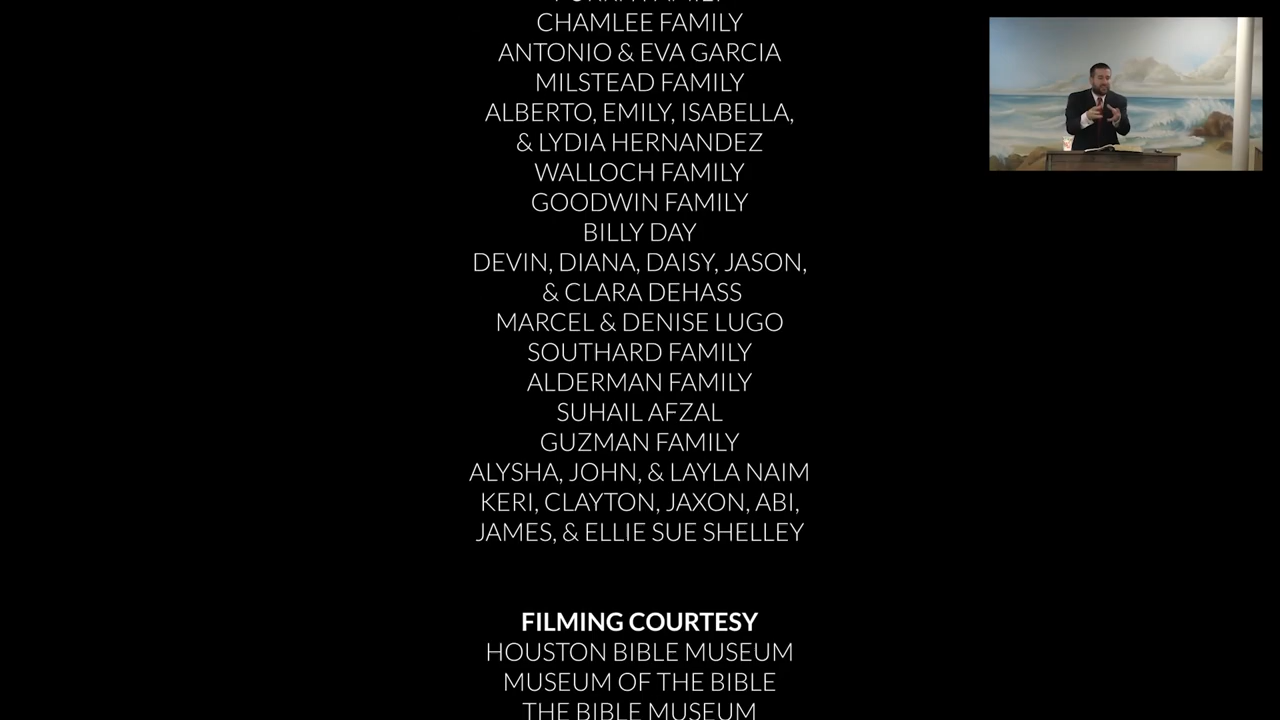 CHAMLEE FAMILY
ANTONIO & EVA GARCIA
MILSTEAD FAMILY
ALBERTO, EMILY, ISABELLA,
& LYDIA HERNANDEZ
WALLOCH FAMILY
GOODWIN FAMILY
BILLY DAY
DEVIN, DIANA, DAISY, JASON,
& CLARA DEHASS
MARCEL & DENISE LUGO
SOUTHARD FAMILY
ALDERMAN FAMILY
SUHAIL AFZAL
GUZMAN FAMILY
ALYSHA, JOHN, & LAYLA NAIM
KERI, CLAYTON, JAXON, ABI,
JAMES, & ELLIE SUE SHELLEY
FILMING COURTESY
HOUSTON BIBLE MUSEUM
MUSEUM OF THE BIBLE
THE BIBLE MUSEUM